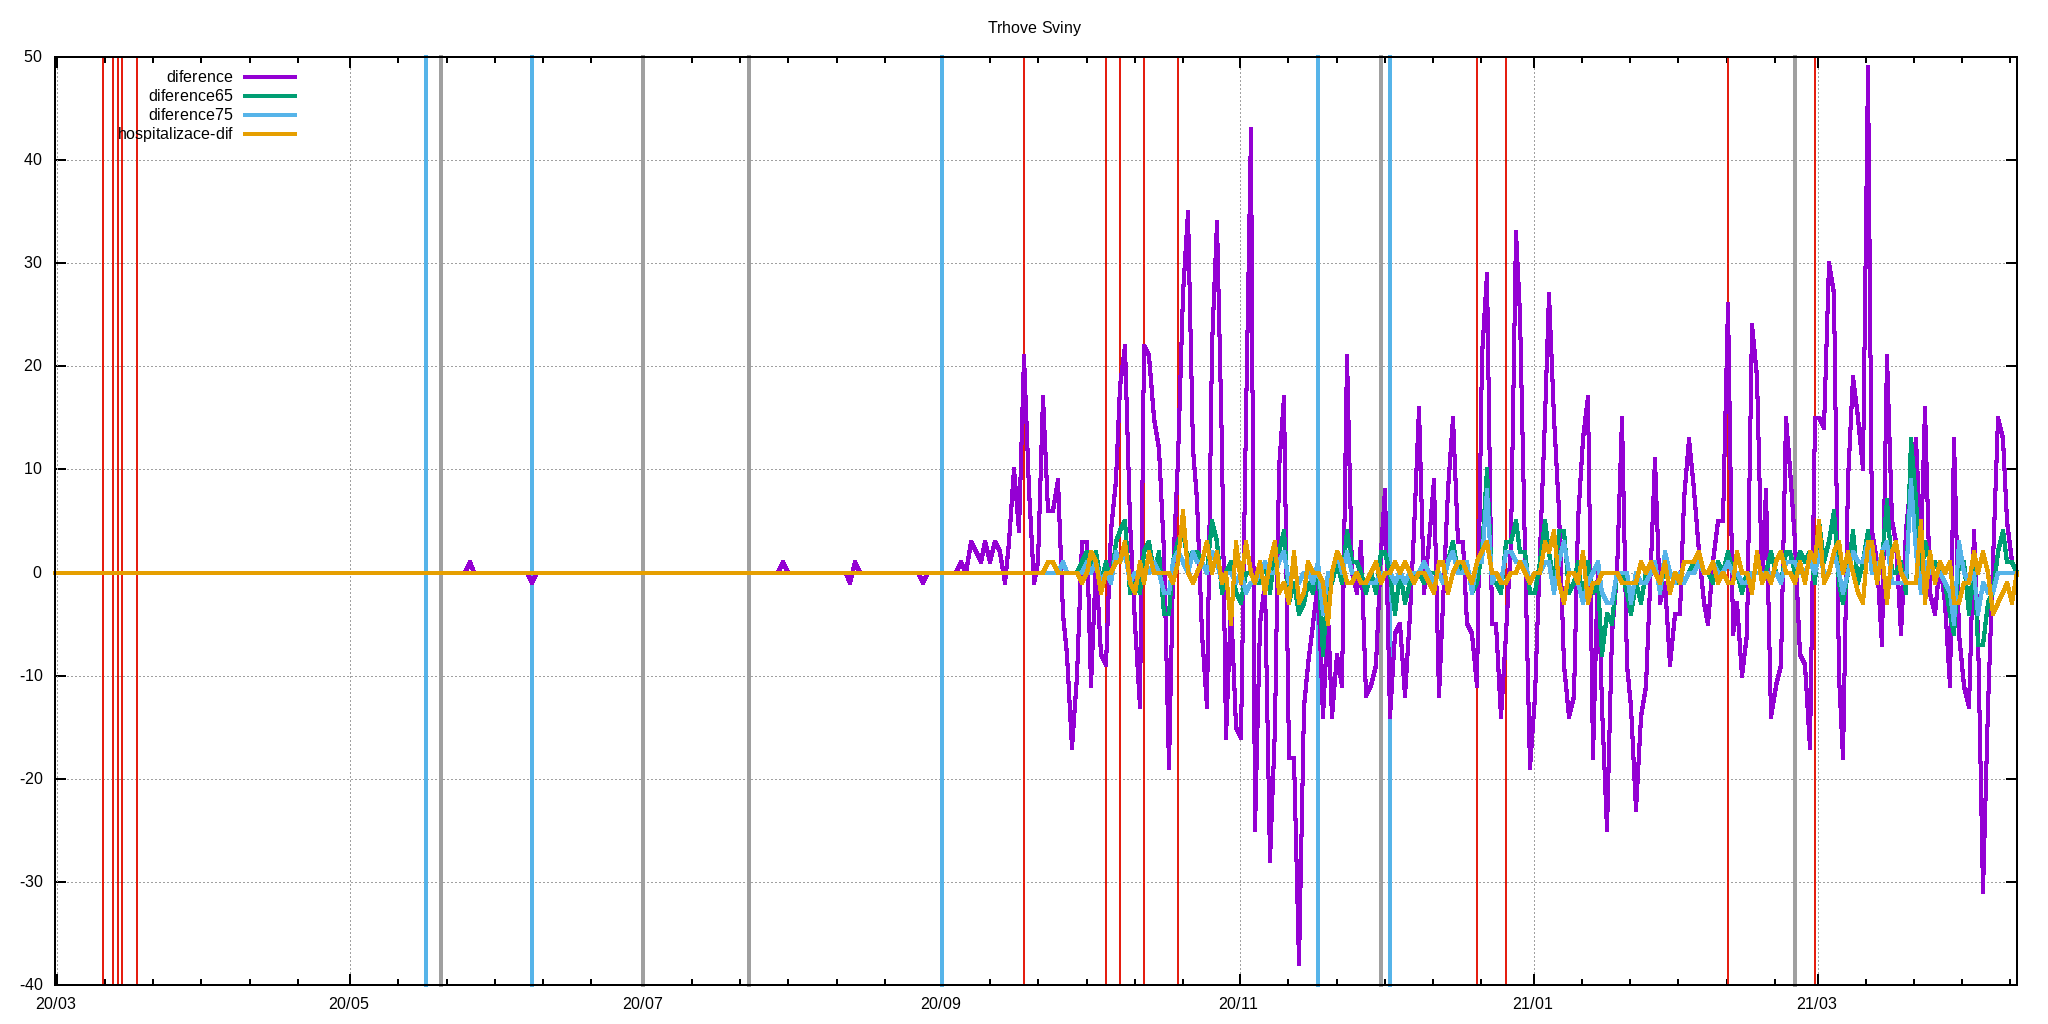 Trhove Sviny
50
40
30
20
10
0
-10
-20
-30
-40
diference
diference65
diference75
hospitalizace-dif
20/03 20/05 20/07 20/09 20/11 21/01 21/03